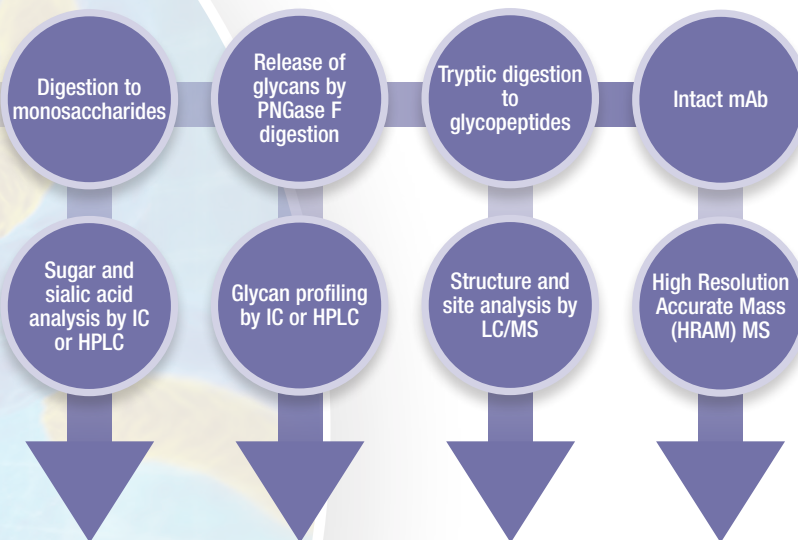 Digestion to
monosaccharides
Release of
glycans by
PNGase F
digestion
Tryptic digestion
to
glycopeptides
Intact mAb
Sugar and
sialic acid
analysis by IC
or HPLC
Glycan profiling
by IC or HPLC
Structure and
site analysis by
LC/MS
High Resolution
Accurate Mass
(HRAM) MS